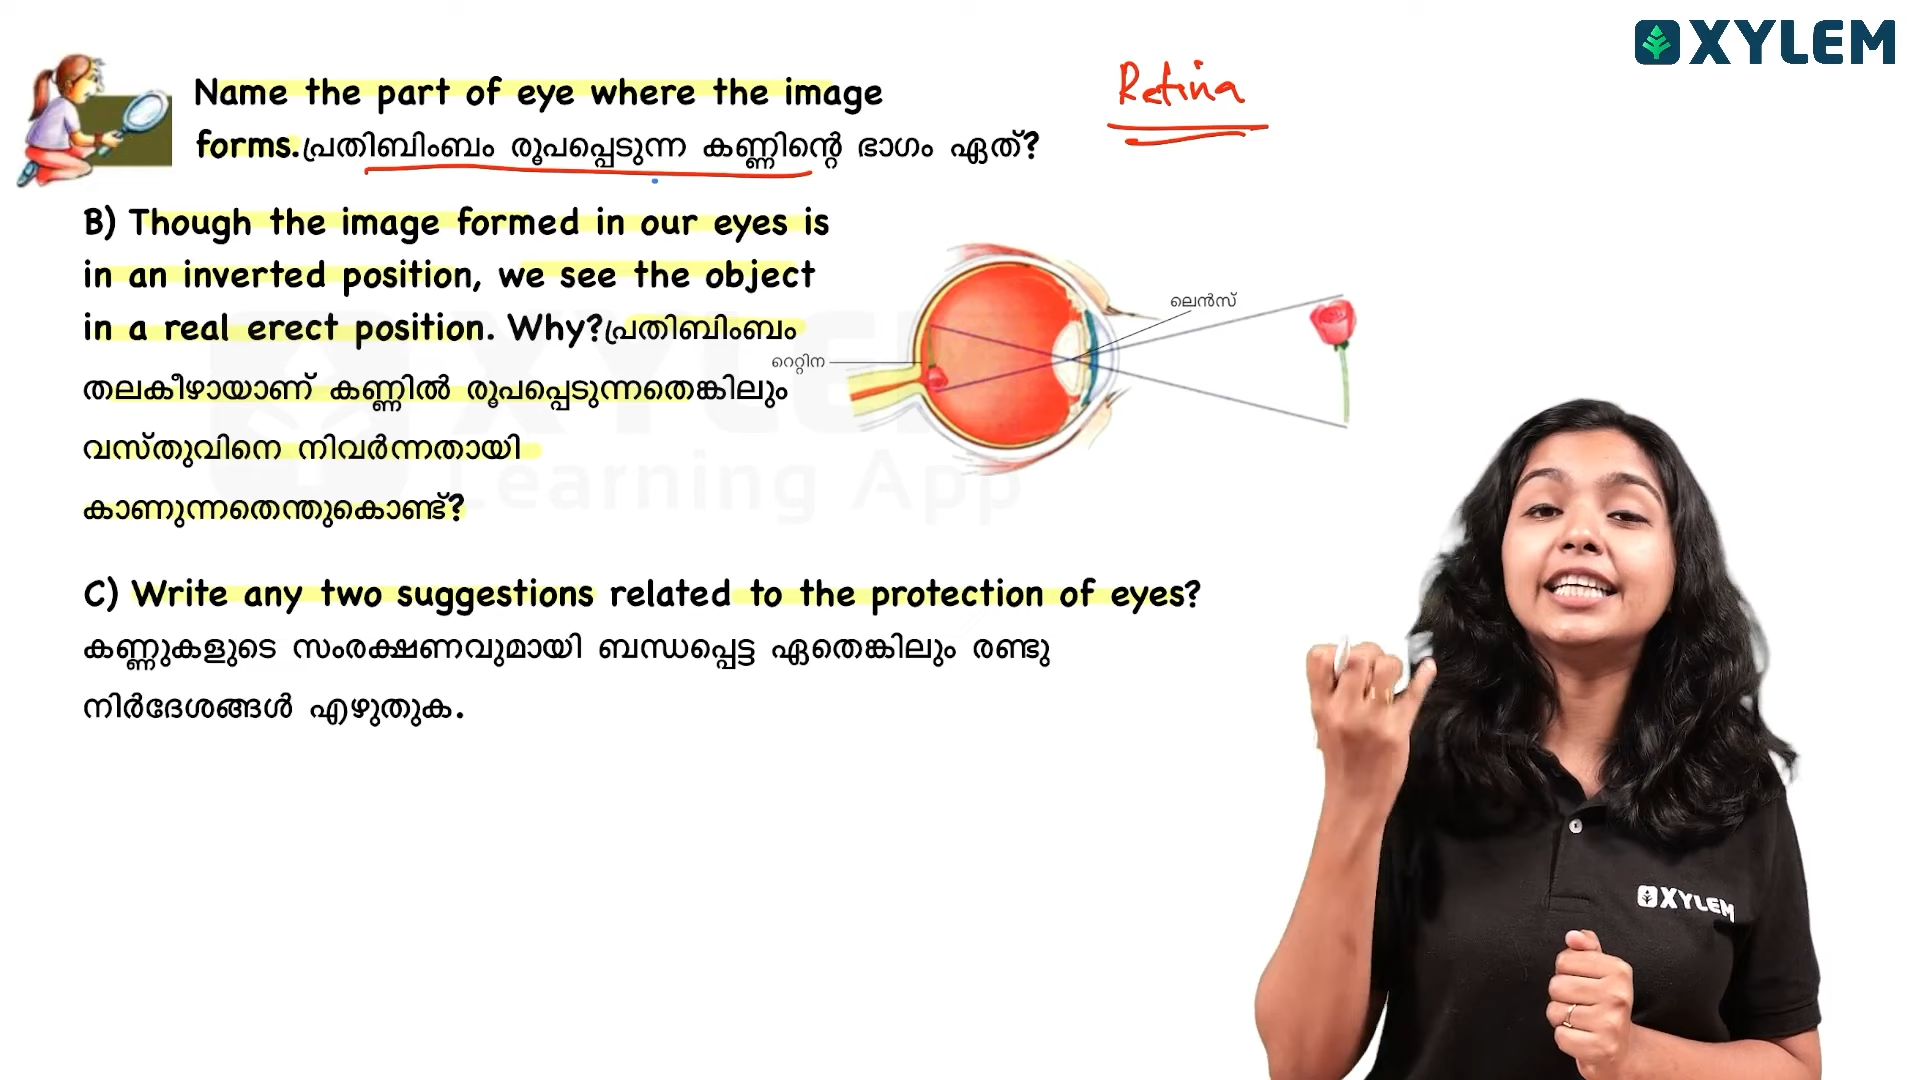 XYLEM
Name the part of eye where the image
forms.പ്രതിബിംബം രൂപപ്പെടുന്ന കണ്ണിന്റെ ഭാഗം ഏത്?
Retina
B) Though the image formed in our eyes is
in an inverted position, we see the object
in a real erect position. Why?പ്രതിബിംബം
തലകീഴായാണ് കണ്ണിൽ രൂപപ്പെടുന്നതെങ്കിലും
വസ്തുവിനെ നിവർന്നതായി
കാണുന്നതെന്തുകൊണ്ട്?
ലെൻസ്
റെറ്റിന
XYLEM
Learning App
C) Write any two suggestions related to the protection of eyes?
കണ്ണുകളുടെ സംരക്ഷണവുമായി ബന്ധപ്പെട്ട ഏതെങ്കിലും രണ്ടു
നിർദേശങ്ങൾ എഴുതുക.
XYLEM